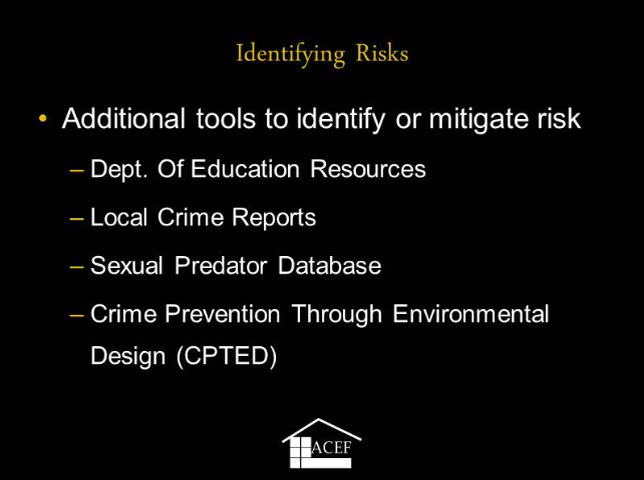 Identifying Risks
• Additional tools to identify or mitigate risk
– Dept. Of Education Resources
– Local Crime Reports
– Sexual Predator Database
– Crime Prevention Through Environmental
Design (CPTED)
ACEF